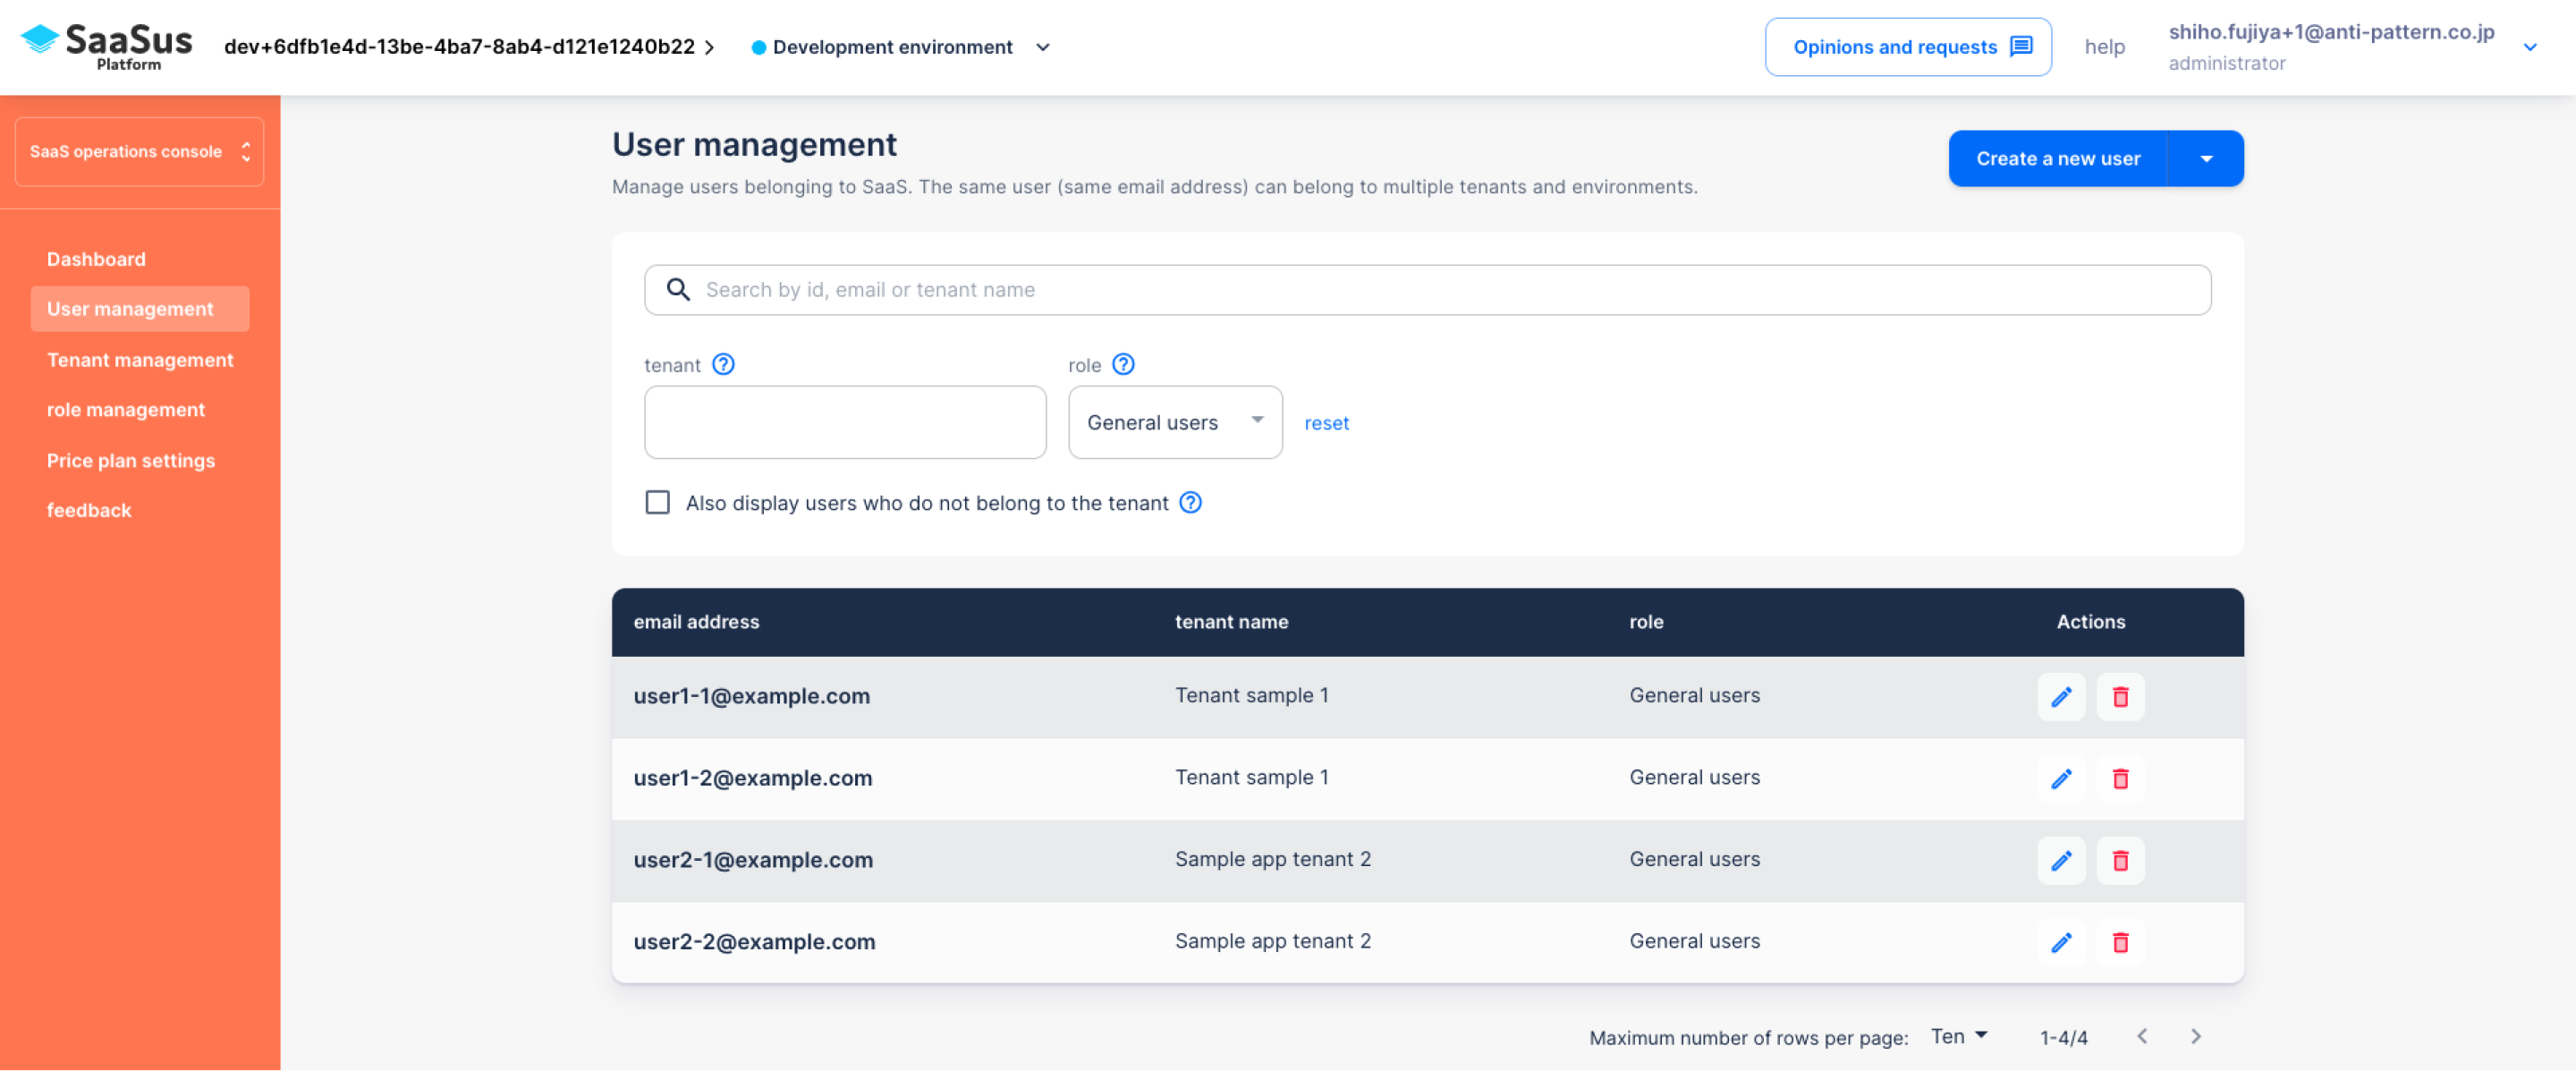 SaaSus
Platform
dev+6dfb1e4d-13be-4ba7-8ab4-d121e1240b22
Development environment
Opinions and requests
help
shiho.fujiya+1@anti-pattern.co.jp
administrator
SaaS operations console
Dashboard
User management
Tenant management
role management
Price plan settings
feedback
User management
Manage users belonging to SaaS. The same user (same email address) can belong to multiple tenants and environments.
Create a new user
Search by id, email or tenant name
tenant ? role ?
General users reset
Also display users who do not belong to the tenant ?
email address tenant name role Actions
user1-1@example.com Tenant sample 1 General users
user1-2@example.com Tenant sample 1 General users
user2-1@example.com Sample app tenant 2 General users
user2-2@example.com Sample app tenant 2 General users
Maximum number of rows per page: Ten 1-4/4